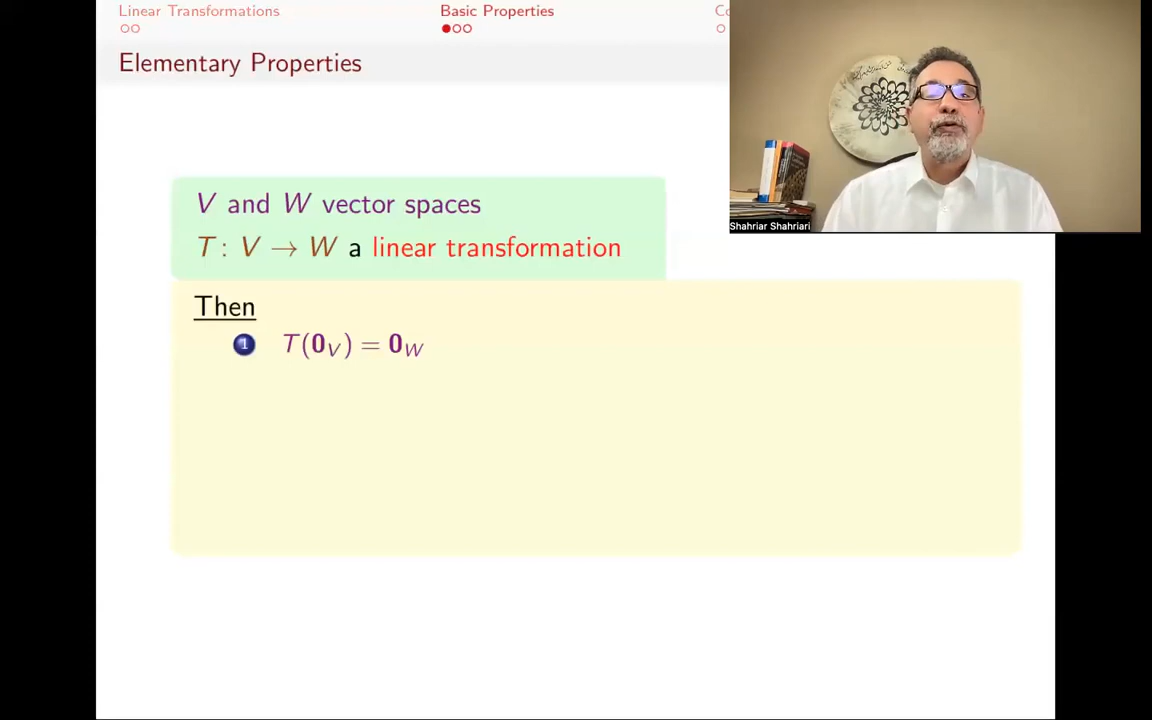 Linear Transformations Basic Properties
Elementary Properties
V and W vector spaces
T : V → W a linear transformation
Then
1 T(0_V) = 0_W
Shahriar Shahriari